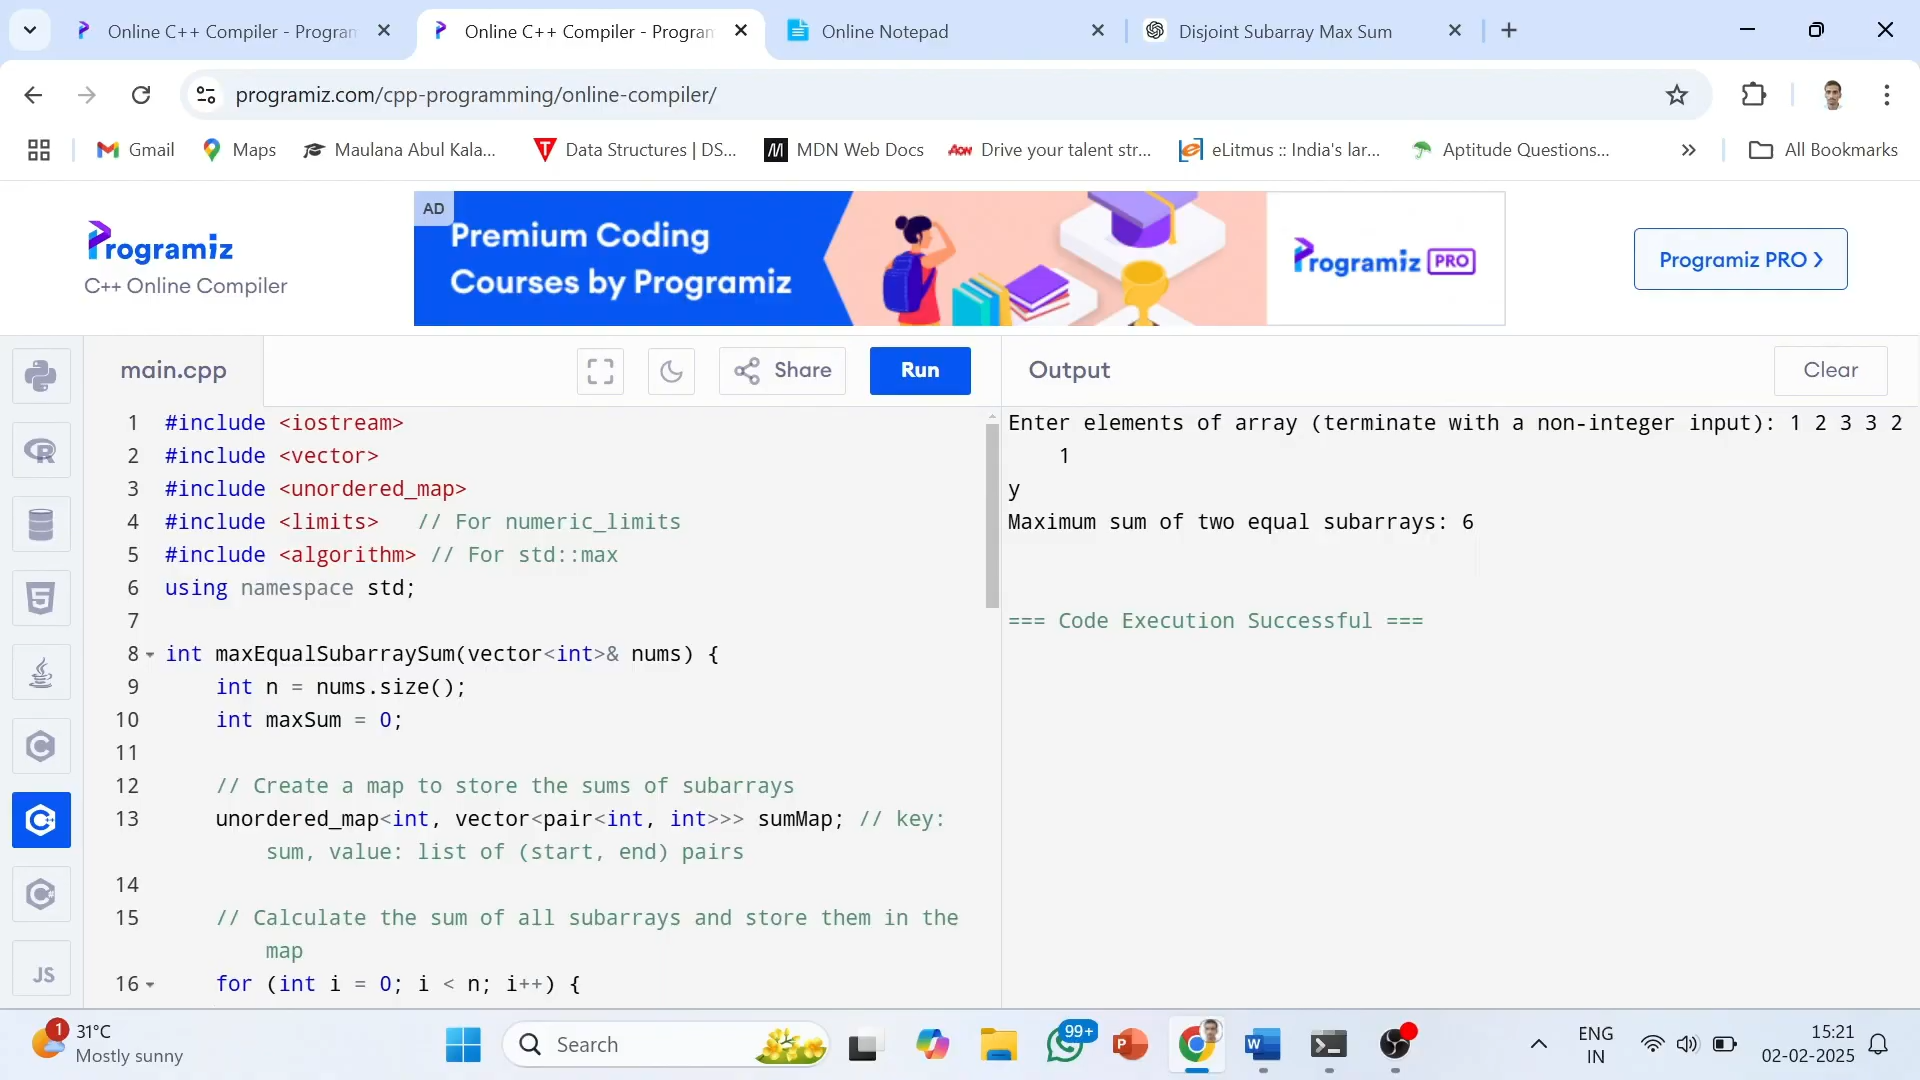 Online C++ Compiler - Program
Online C++ Compiler - Program
Online Notepad
Disjoint Subarray Max Sum
programiz.com/cpp-programming/online-compiler/
Gmail
Maps
Maulana Abul Kala...
Data Structures | DS...
MDN Web Docs
AON
Drive your talent str...
eLitmus :: India's lar...
Aptitude Questions...
»
All Bookmarks
Programiz
C++ Online Compiler
AD
Premium Coding
Courses by Programiz
Programiz PRO
Programiz PRO ›
main.cpp
Share
Run
Output
Clear
1 #include <iostream>
2 #include <vector>
3 #include <unordered_map>
4 #include <limits>   // For numeric_limits
5 #include <algorithm> // For std::max
6 using namespace std;
7
8 int maxEqualSubarraySum(vector<int>& nums) {
9     int n = nums.size();
10     int maxSum = 0;
11
12     // Create a map to store the sums of subarrays
13     unordered_map<int, vector<pair<int, int>>> sumMap; // key:
sum, value: list of (start, end) pairs
14
15     // Calculate the sum of all subarrays and store them in the
map
16     for (int i = 0; i < n; i++) {
Enter elements of array (terminate with a non-integer input): 1 2 3 3 2
1
y
Maximum sum of two equal subarrays: 6
=== Code Execution Successful ===
JS
1
31°C
Mostly sunny
Search
99+
ENG
IN
15:21
02-02-2025